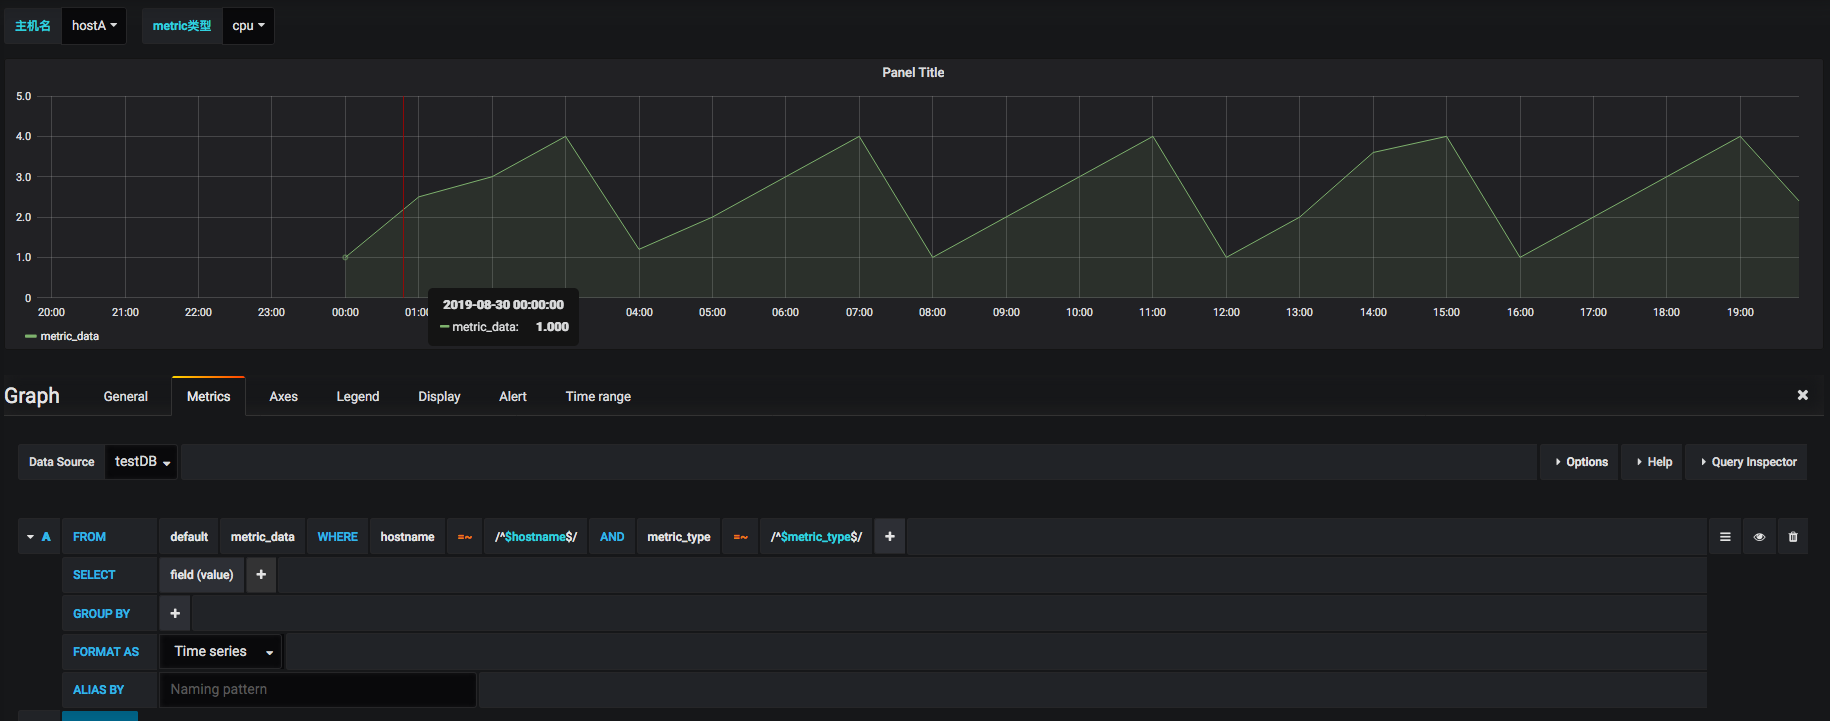 主机名 hostA metric类型 cpu
Panel Title
5.0
4.0
3.0
2.0
1.0
0
20:00 21:00 22:00 23:00 00:00 01:00 04:00 05:00 06:00 07:00 08:00 09:00 10:00 11:00 12:00 13:00 14:00 15:00 16:00 17:00 18:00 19:00
2019-08-30 00:00:00
metric_data: 1.000
metric_data
Graph General Metrics Axes Legend Display Alert Time range
Data Source testDB Options Help Query Inspector
A FROM default metric_data WHERE hostname =~ /^$hostname$/ AND metric_type =~ /^$metric_type$/ +
SELECT field (value) +
GROUP BY +
FORMAT AS Time series
ALIAS BY Naming pattern